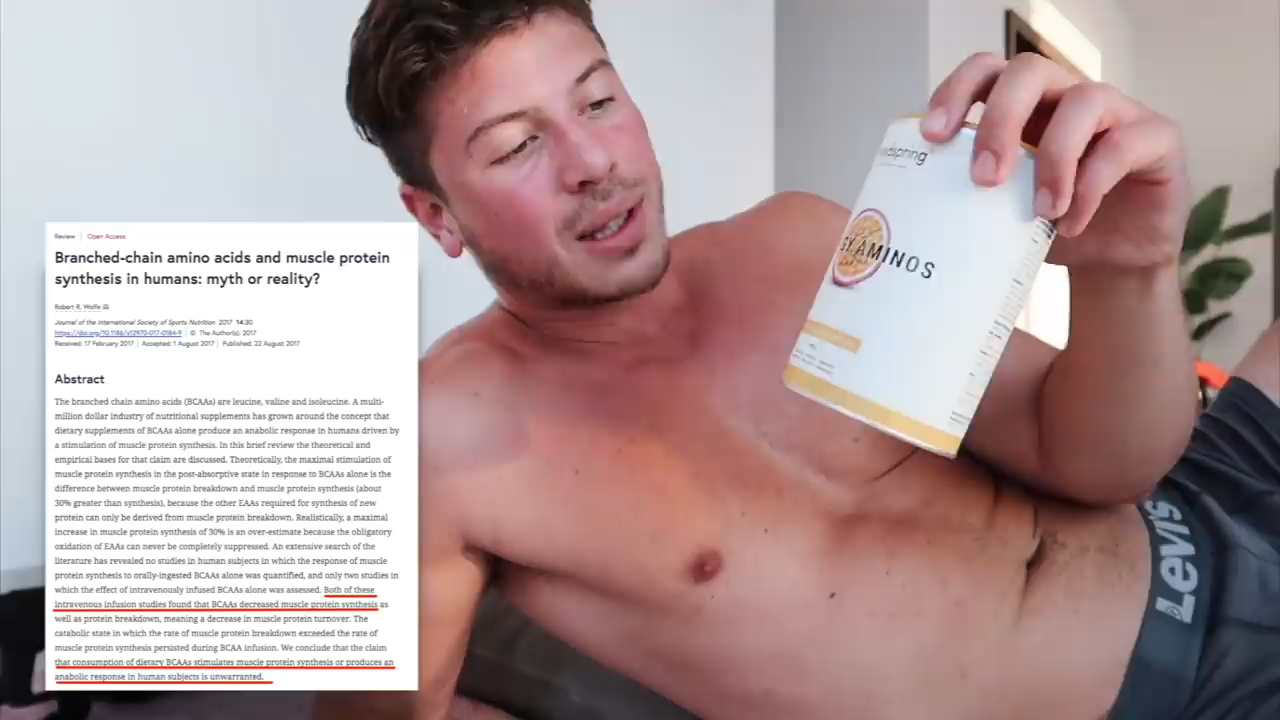 Review | Open Access
Branched-chain amino acids and muscle protein
synthesis in humans: myth or reality?
Robert R. Wolfe
Journal of the International Society of Sports Nutrition 2017 14:30
https://doi.org/10.1186/s12970-017-0184-9 | © The Author(s). 2017
Received: 17 February 2017 | Accepted: 1 August 2017 | Published: 22 August 2017
Abstract
The branched chain amino acids (BCAAs) are leucine, valine and isoleucine. A multi-
million dollar industry of nutritional supplements has grown around the concept that
dietary supplements of BCAAs alone produce an anabolic response in humans driven by
a stimulation of muscle protein synthesis. In this brief review the theoretical and
empirical bases for that claim are discussed. Theoretically, the maximal stimulation of
muscle protein synthesis in the post-absorptive state in response to BCAAs alone is the
difference between muscle protein breakdown and muscle protein synthesis (about
30% greater than synthesis), because the other EAAs required for synthesis of new
protein can only be derived from muscle protein breakdown. Realistically, a maximal
increase in muscle protein synthesis of 30% is an over-estimate because the obligatory
oxidation of EAAs can never be completely suppressed. An extensive search of the
literature has revealed no studies in human subjects in which the response of muscle
protein synthesis to orally-ingested BCAAs alone was quantified, and only two studies in
which the effect of intravenously infused BCAAs alone was assessed. Both of these
intravenous infusion studies found that BCAAs decreased muscle protein synthesis as
well as protein breakdown, meaning a decrease in muscle protein turnover. The
catabolic state in which the rate of muscle protein breakdown exceeded the rate of
muscle protein synthesis persisted during BCAA infusion. We conclude that the claim
that consumption of dietary BCAAs stimulates muscle protein synthesis or produces an
anabolic response in human subjects is unwarranted.
AMINOS
Levi's